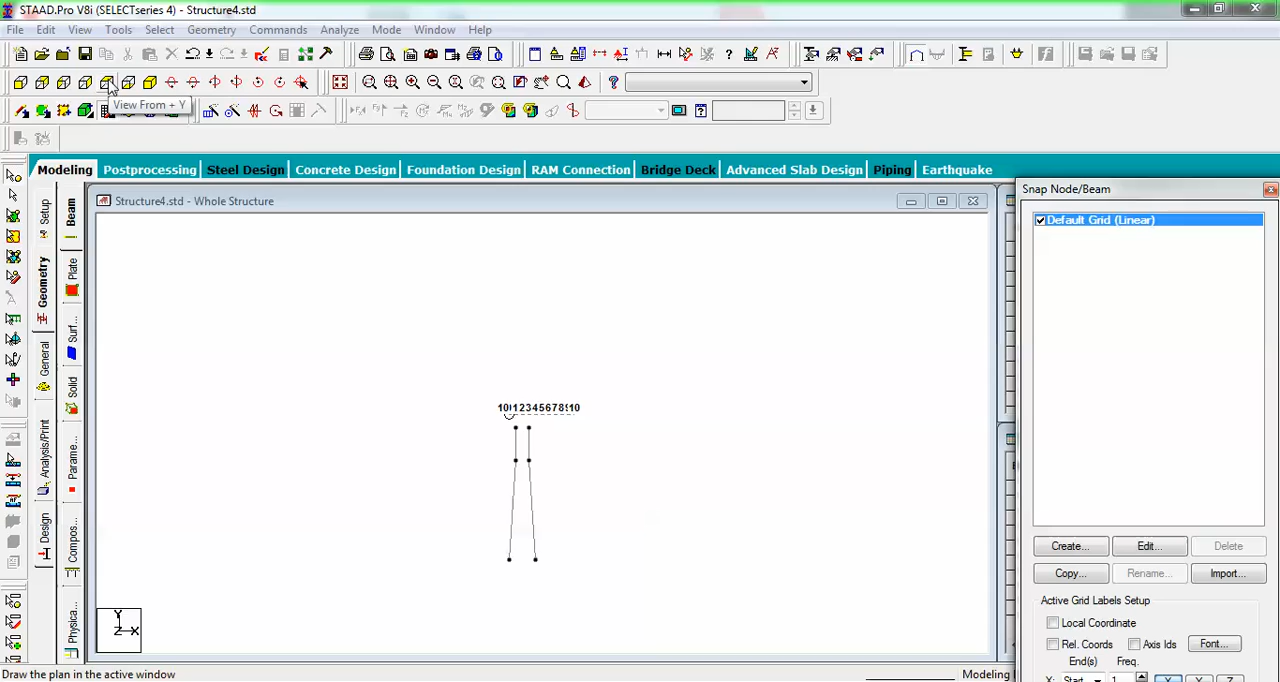 STAAD.Pro V8i (SELECTseries 4) - Structure4.std
File Edit View Tools Select Geometry Commands Analyze Mode Window Help
View From + Y
Modeling Postprocessing Steel Design Concrete Design Foundation Design RAM Connection Bridge Deck Advanced Slab Design Piping Earthquake
Setup
Geometry
General
Analysis/Print
Design
Beam
Plate
Surf...
Solid
Parame...
Compos...
Physica...
Structure4.std - Whole Structure
Y
Z X
Snap Node/Beam
Default Grid (Linear)
Create... Edit... Delete
Copy... Rename... Import...
Active Grid Labels Setup
Local Coordinate
Rel. Coords Axis Ids Font...
End(s) Freq.
X: Start 1 X Y Z
Draw the plan in the active window
Modeling